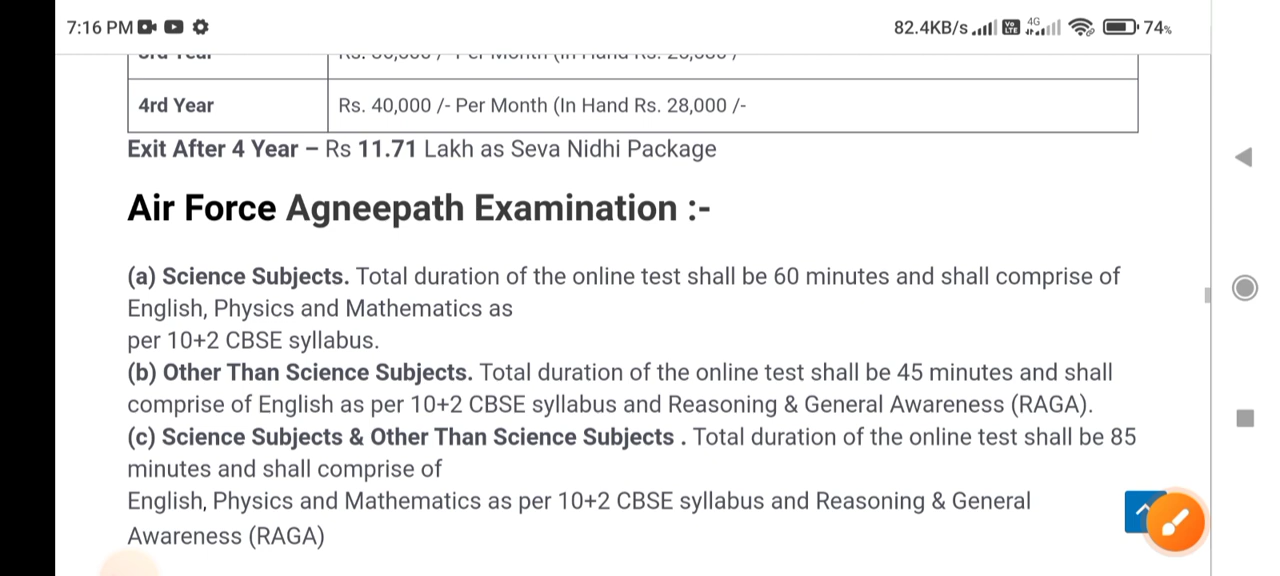 7:16 PM
82.4KB/s Vo LTE 4G 74%
4rd Year Rs. 40,000 /- Per Month (In Hand Rs. 28,000 /-
Exit After 4 Year – Rs 11.71 Lakh as Seva Nidhi Package
Air Force Agneepath Examination :-
(a) Science Subjects. Total duration of the online test shall be 60 minutes and shall comprise of
English, Physics and Mathematics as
per 10+2 CBSE syllabus.
(b) Other Than Science Subjects. Total duration of the online test shall be 45 minutes and shall
comprise of English as per 10+2 CBSE syllabus and Reasoning & General Awareness (RAGA).
(c) Science Subjects & Other Than Science Subjects . Total duration of the online test shall be 85
minutes and shall comprise of
English, Physics and Mathematics as per 10+2 CBSE syllabus and Reasoning & General
Awareness (RAGA)